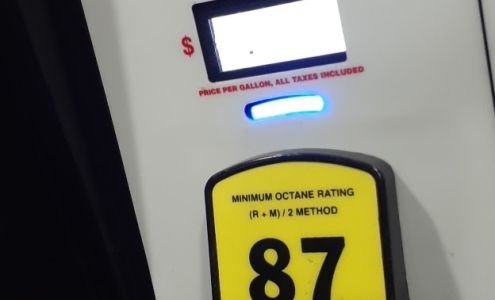 $
PRICE PER GALLON, ALL TAXES INCLUDED
MINIMUM OCTANE RATING
(R + M) / 2 METHOD
87